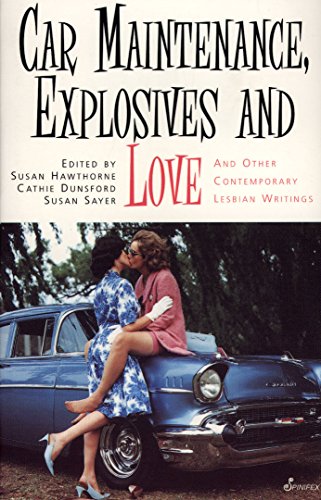 CAR MAINTENANCE,
EXPLOSIVES AND
LOVE
EDITED BY
SUSAN HAWTHORNE
CATHIE DUNSFORD
SUSAN SAYER
AND OTHER
CONTEMPORARY
LESBIAN WRITINGS
SPINIFEX